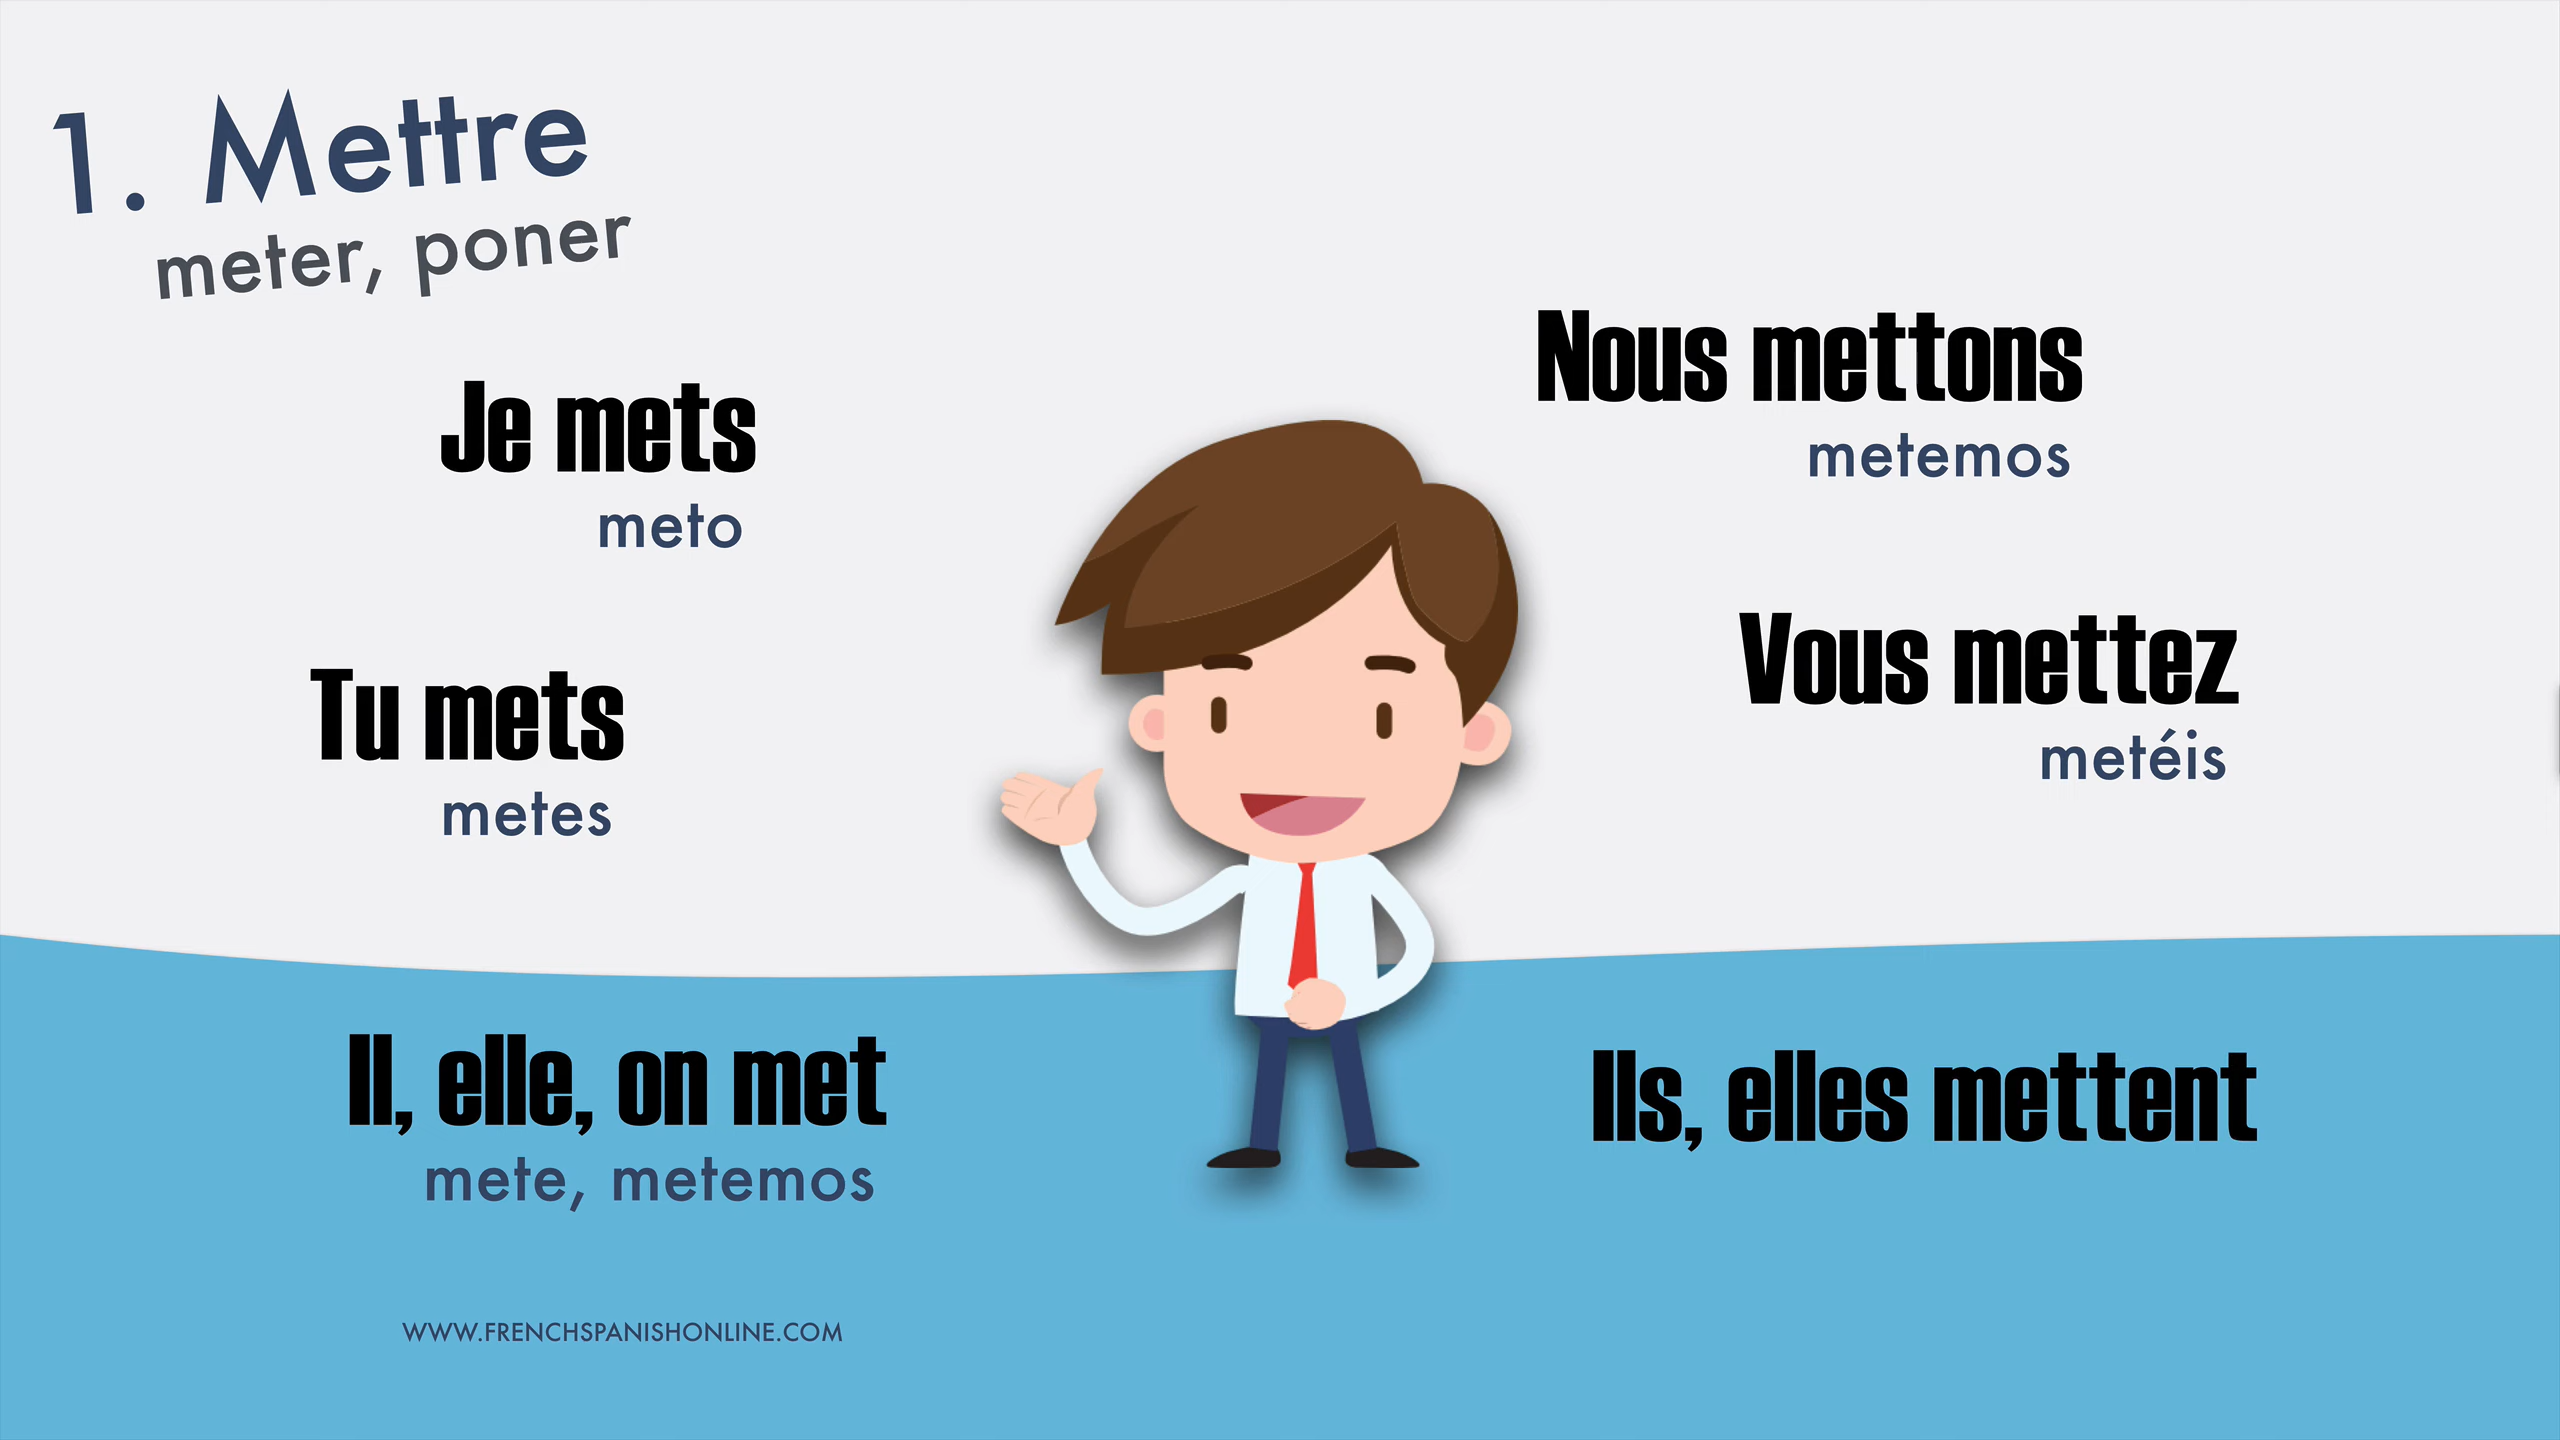 1. Mettre
meter, poner
Je mets
meto
Tu mets
metes
Il, elle, on met
mete, metemos
Nous mettons
metemos
Vous mettez
metéis
Ils, elles mettent
WWW.FRENCHSPANISHONLINE.COM